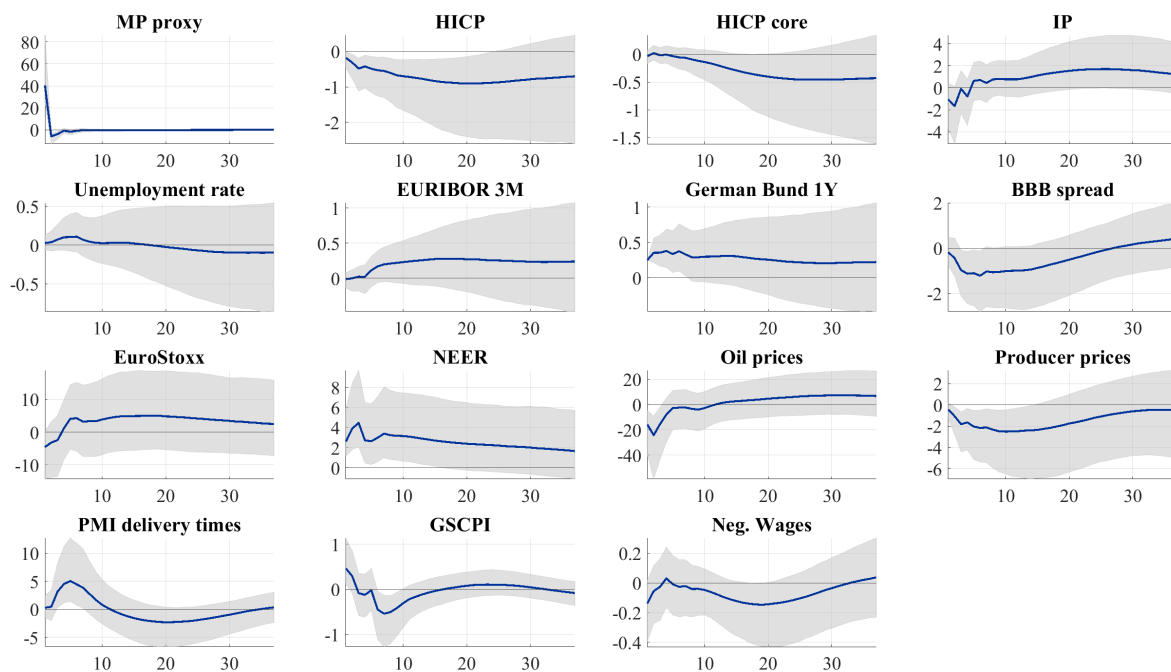 MP proxy
80
60
40
20
0
10 20 30
HICP
0
-1
-2
10 20 30
HICP core
0
-0.5
-1
-1.5
10 20 30
IP
4
2
0
-2
-4
10 20 30
Unemployment rate
0.5
0
-0.5
10 20 30
EURIBOR 3M
1
0.5
0
10 20 30
German Bund 1Y
1
0.5
0
10 20 30
BBB spread
2
0
-2
10 20 30
EuroStoxx
10
0
-10
10 20 30
NEER
8
6
4
2
0
10 20 30
Oil prices
20
0
-20
-40
10 20 30
Producer prices
2
0
-2
-4
-6
10 20 30
PMI delivery times
10
5
0
-5
10 20 30
GSCPI
1
0
-1
10 20 30
Neg. Wages
0.2
0
-0.2
-0.4
10 20 30